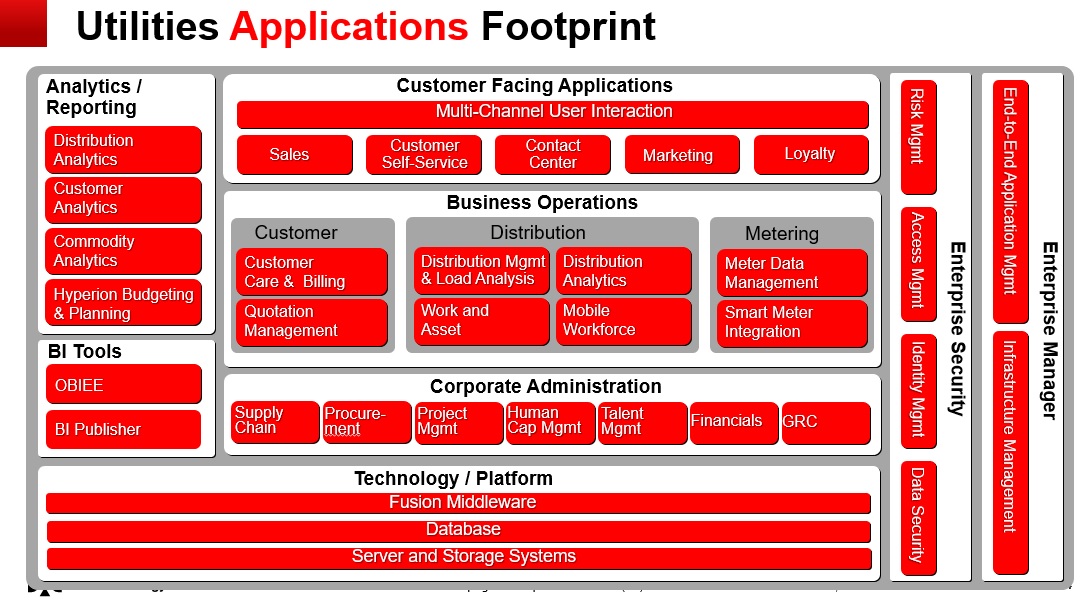 Utilities Applications Footprint
Analytics /
Reporting
Distribution
Analytics
Customer
Analytics
Commodity
Analytics
Hyperion Budgeting
& Planning
BI Tools
OBIEE
BI Publisher
Customer Facing Applications
Multi-Channel User Interaction
Sales
Customer
Self-Service
Contact
Center
Marketing
Loyalty
Business Operations
Customer
Customer
Care & Billing
Quotation
Management
Distribution
Distribution Mgmt
& Load Analysis
Distribution
Analytics
Work and
Asset
Mobile
Workforce
Metering
Meter Data
Management
Smart Meter
Integration
Corporate Administration
Supply
Chain
Procure-
ment
Project
Mgmt
Human
Cap Mgmt
Talent
Mgmt
Financials
GRC
Technology / Platform
Fusion Middleware
Database
Server and Storage Systems
Risk Mgmt
Access Mgmt
Identity Mgmt
Data Security
Enterprise Security
End-to-End Application Mgmt
Infrastructure Management
Enterprise Manager